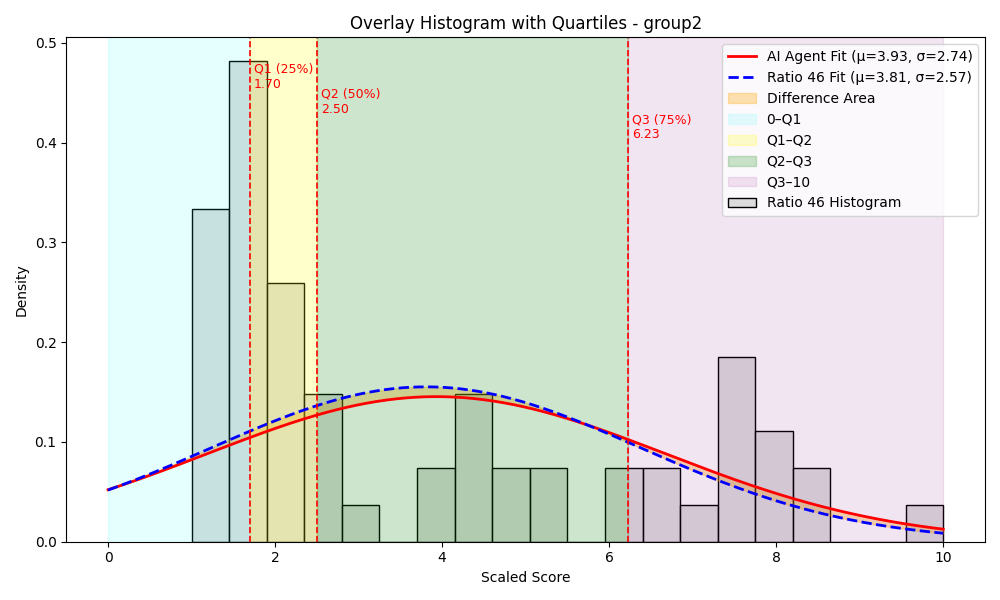 Overlay Histogram with Quartiles - group2
AI Agent Fit (μ=3.93, σ=2.74)
Ratio 46 Fit (μ=3.81, σ=2.57)
Difference Area
0–Q1
Q1–Q2
Q2–Q3
Q3–10
Ratio 46 Histogram
Q1 (25%)
1.70
Q2 (50%)
2.50
Q3 (75%)
6.23
Density
0.5
0.4
0.3
0.2
0.1
0.0
0
2
4
6
8
10
Scaled Score